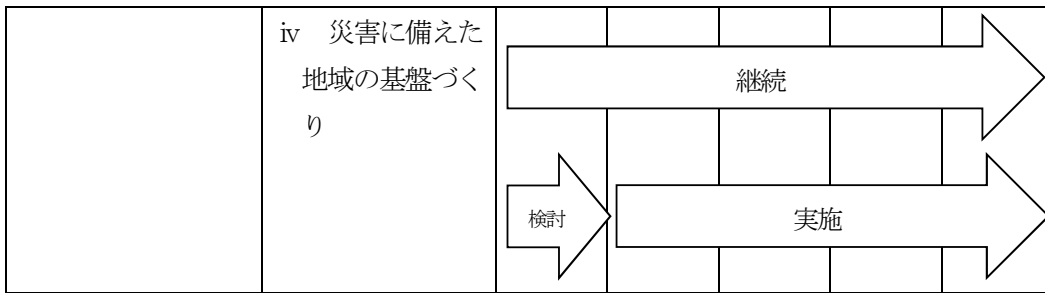 ⅳ　災害に備えた
地域の基盤づく
り
継続
検討
実施